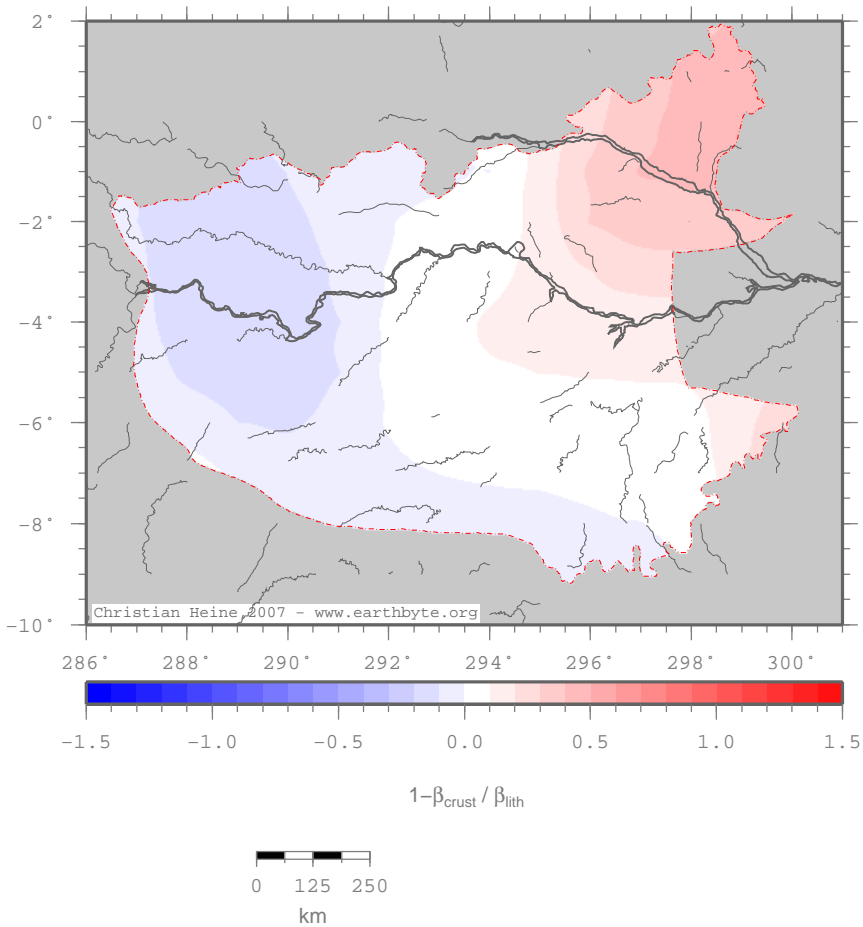 2°
0°
−2°
−4°
−6°
−8°
−10°
Christian Heine 2007 − www.earthbyte.org
286° 288° 290° 292° 294° 296° 298° 300°
−1.5 −1.0 −0.5 0.0 0.5 1.0 1.5
1−βcrust / βlith
0 125 250
km